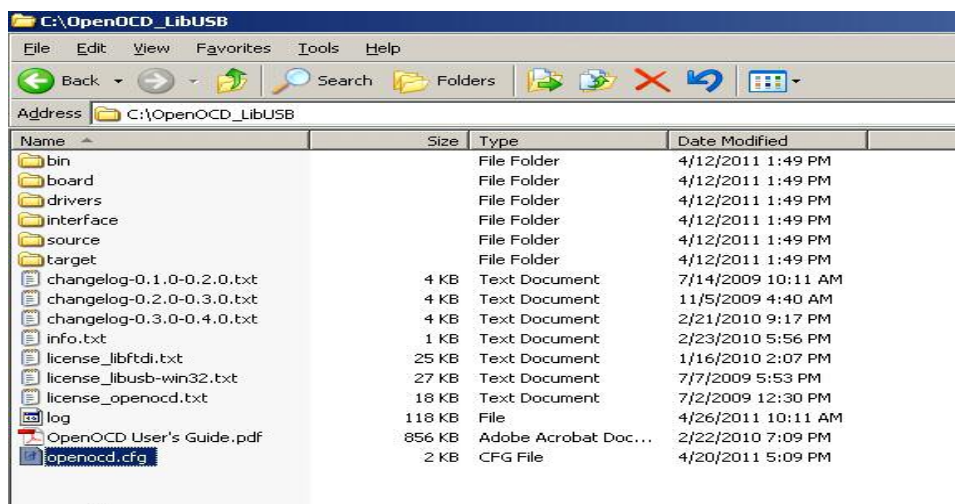 C:\OpenOCD_LibUSB
File Edit View Favorites Tools Help
Back Search Folders
Address C:\OpenOCD_LibUSB
Name Size Type Date Modified
bin File Folder 4/12/2011 1:49 PM
board File Folder 4/12/2011 1:49 PM
drivers File Folder 4/12/2011 1:49 PM
interface File Folder 4/12/2011 1:49 PM
source File Folder 4/12/2011 1:49 PM
target File Folder 4/12/2011 1:49 PM
changelog-0.1.0-0.2.0.txt 4 KB Text Document 7/14/2009 10:11 AM
changelog-0.2.0-0.3.0.txt 4 KB Text Document 11/5/2009 4:40 AM
changelog-0.3.0-0.4.0.txt 4 KB Text Document 2/21/2010 9:17 PM
info.txt 1 KB Text Document 2/23/2010 5:56 PM
license_libftdi.txt 25 KB Text Document 1/16/2010 2:07 PM
license_libusb-win32.txt 27 KB Text Document 7/7/2009 5:53 PM
license_openocd.txt 18 KB Text Document 7/2/2009 12:30 PM
log 118 KB File 4/26/2011 10:11 AM
OpenOCD User's Guide.pdf 856 KB Adobe Acrobat Doc... 2/22/2010 7:09 PM
openocd.cfg 2 KB CFG File 4/20/2011 5:09 PM